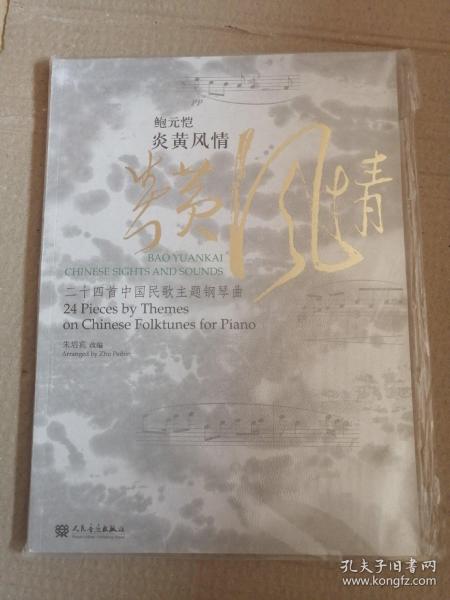 pp
鲍元恺
炎黄风情
炎黄风情
BAO YUANKAI
CHINESE SIGHTS AND SOUNDS
二十四首中国民歌主题钢琴曲
24 Pieces by Themes
on Chinese Folktunes for Piano
朱培宾 改编
Arranged by Zhu Peibin
人民音乐出版社
孔夫子旧书网
www.kongfz.com